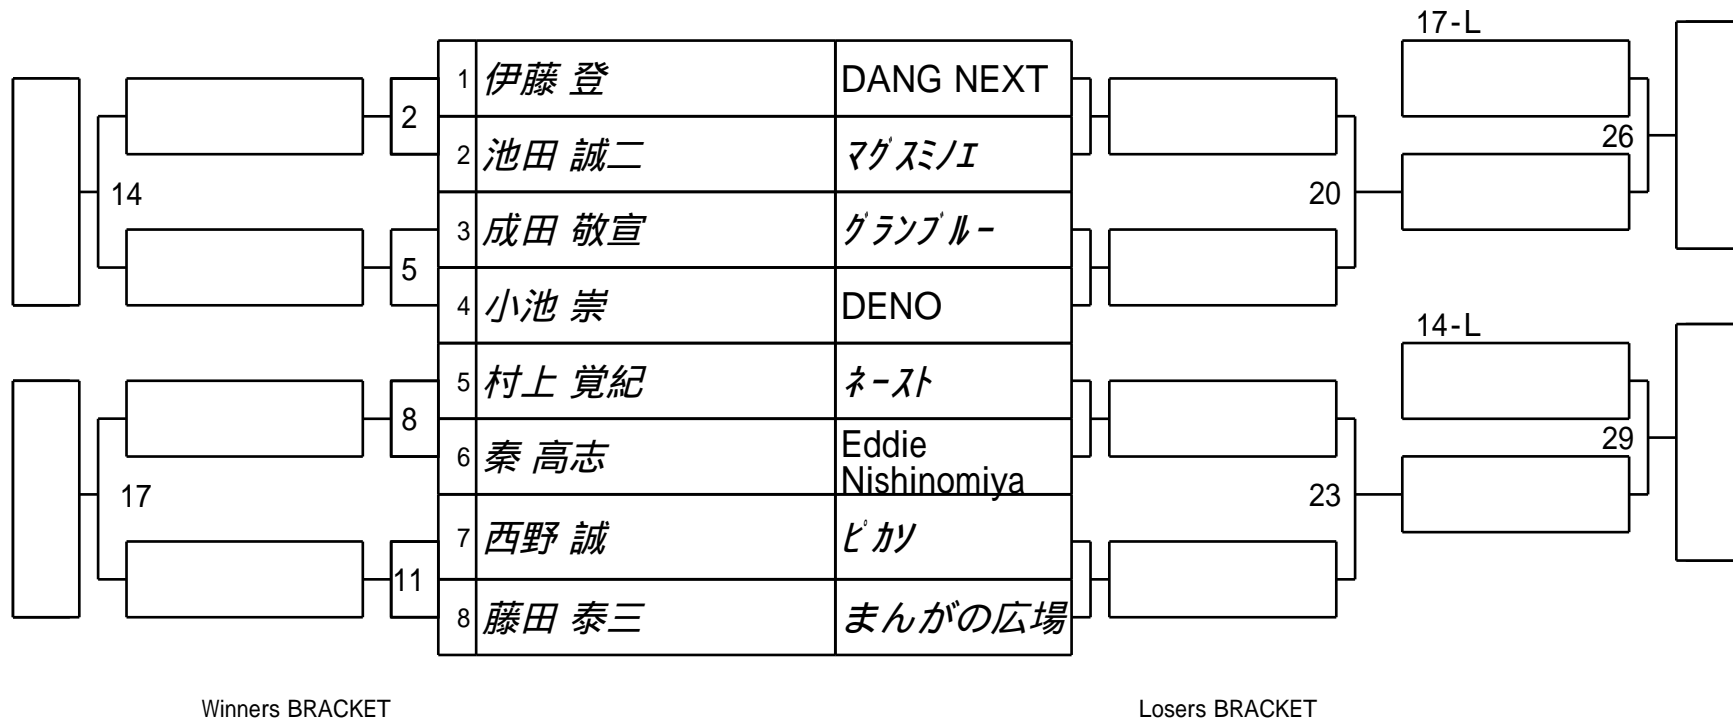 17-L
1 伊藤 登 DANG NEXT
2
26
2 池田 誠二 マグスミノエ
14
20
3 成田 敬宣 グランブルー
5
4 小池 崇 DENO
14-L
5 村上 覚紀 ネースト
8
29
6 秦 高志 Eddie
Nishinomiya
17
23
7 西野 誠 ピカソ
11
8 藤田 泰三 まんがの広場
Winners BRACKET
Losers BRACKET